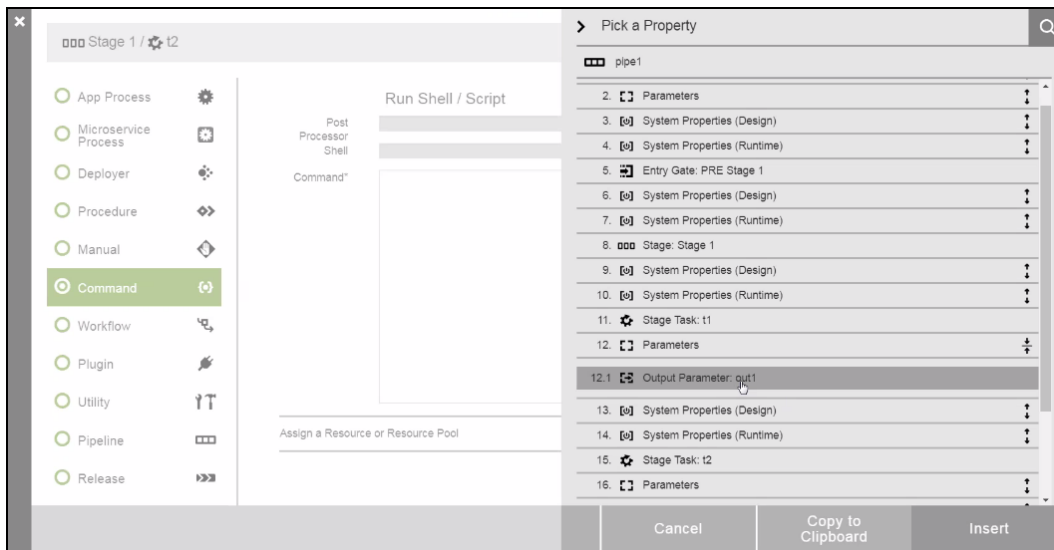 Stage 1 / t2
App Process
Microservice
Process
Deployer
Procedure
Manual
Command
Workflow
Plugin
Utility
Pipeline
Release
Run Shell / Script
Post
Processor
Shell
Command*
Assign a Resource or Resource Pool
Pick a Property
pipe1
2. Parameters
3. System Properties (Design)
4. System Properties (Runtime)
5. Entry Gate: PRE Stage 1
6. System Properties (Design)
7. System Properties (Runtime)
8. Stage: Stage 1
9. System Properties (Design)
10. System Properties (Runtime)
11. Stage Task: t1
12. Parameters
12.1 Output Parameter: out1
13. System Properties (Design)
14. System Properties (Runtime)
15. Stage Task: t2
16. Parameters
Cancel
Copy to
Clipboard
Insert